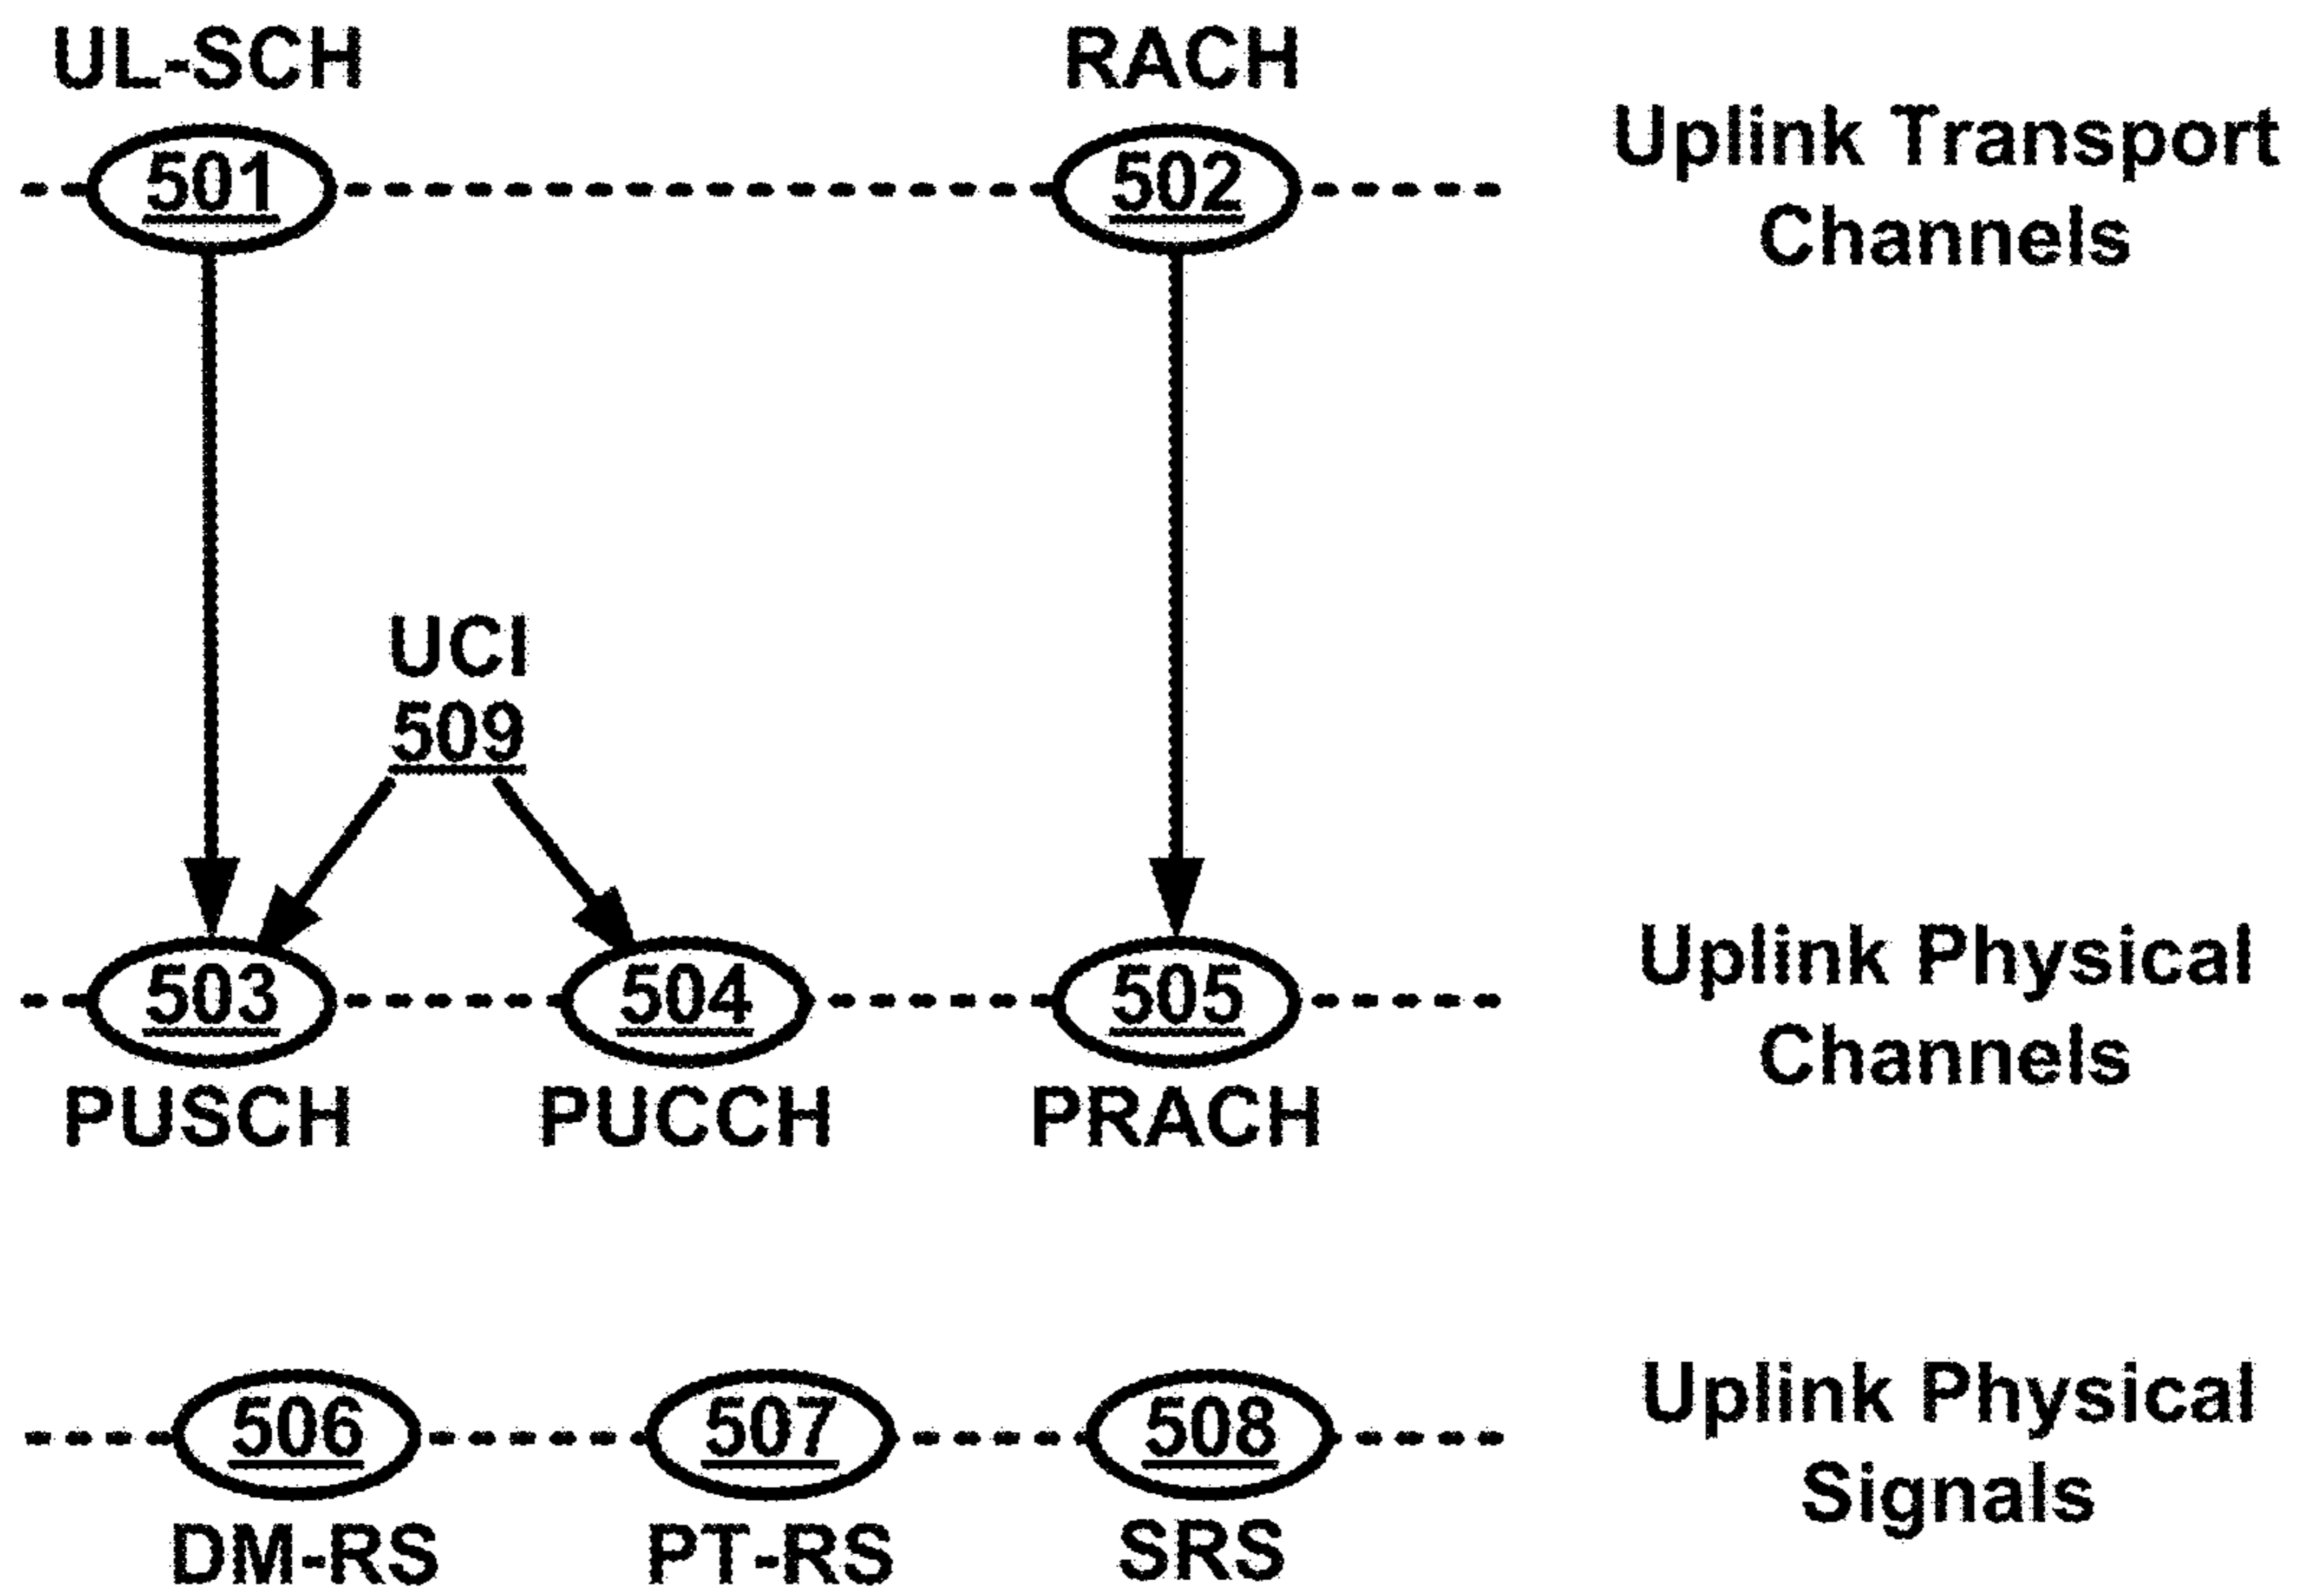 UL-SCH
RACH
501
502
Uplink Transport
Channels
UCI
509
503
504
505
Uplink Physical
Channels
PUSCH
PUCCH
PRACH
506
507
508
Uplink Physical
Signals
DM-RS
PT-RS
SRS